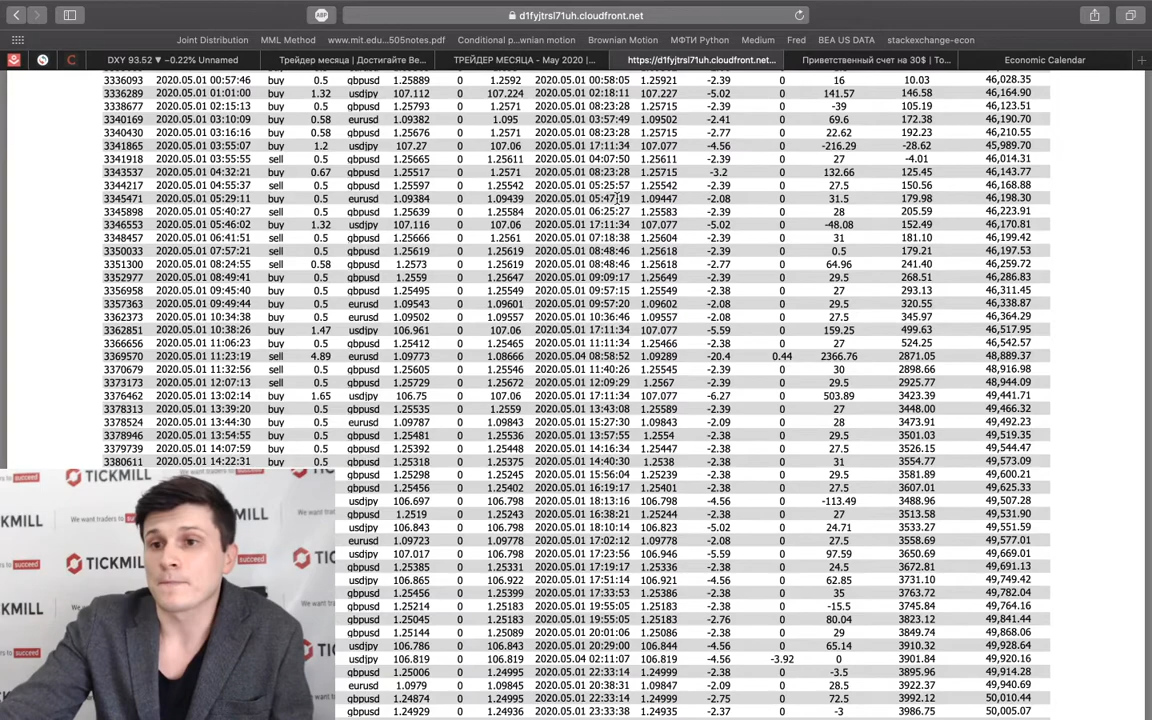 ABP
d1fyjtrsl71uh.cloudfront.net
Joint Distribution MML Method www.mit.edu...505notes.pdf Conditional p...wnian motion Brownian Motion МФТИ Python Medium Fred BEA US DATA stackexchange-econ
DXY 93.52 ▼ −0.22% Unnamed Трейдер месяца | Достигайте Ве... ТРЕЙДЕР МЕСЯЦА - May 2020 |... https://d1fyjtrsl71uh.cloudfront.net... Приветственный счет на 30$ | To... Economic Calendar
3336093 2020.05.01 00:57:46 buy 0.5 gbpusd 1.25889 0 1.2592 2020.05.01 00:58:05 1.25921 -2.39 0 16 10.03 46,028.35
3336289 2020.05.01 01:01:00 buy 1.32 usdjpy 107.112 0 107.224 2020.05.01 02:18:11 107.227 -5.02 0 141.57 146.58 46,164.90
3338677 2020.05.01 02:15:13 buy 0.5 gbpusd 1.25793 0 1.2571 2020.05.01 08:23:28 1.25715 -2.39 0 -39 105.19 46,123.51
3340169 2020.05.01 03:10:09 buy 0.58 eurusd 1.09382 0 1.095 2020.05.01 03:57:49 1.09502 -2.41 0 69.6 172.38 46,190.70
3340430 2020.05.01 03:16:16 buy 0.58 gbpusd 1.25676 0 1.2571 2020.05.01 08:23:28 1.25715 -2.77 0 22.62 192.23 46,210.55
3341865 2020.05.01 03:55:07 buy 1.2 usdjpy 107.27 0 107.06 2020.05.01 17:11:34 107.077 -4.56 0 -216.29 -28.62 45,989.70
3341918 2020.05.01 03:55:55 sell 0.5 gbpusd 1.25665 0 1.25611 2020.05.01 04:07:50 1.25611 -2.39 0 27 -4.01 46,014.31
3343537 2020.05.01 04:32:21 buy 0.67 gbpusd 1.25517 0 1.2571 2020.05.01 08:23:28 1.25715 -3.2 0 132.66 125.45 46,143.77
3344217 2020.05.01 04:55:37 sell 0.5 gbpusd 1.25597 0 1.25542 2020.05.01 05:25:57 1.25542 -2.39 0 27.5 150.56 46,168.88
3345471 2020.05.01 05:29:11 buy 0.5 eurusd 1.09384 0 1.09439 2020.05.01 05:47:19 1.09447 -2.08 0 31.5 179.98 46,198.30
3345898 2020.05.01 05:40:27 sell 0.5 gbpusd 1.25639 0 1.25584 2020.05.01 06:25:27 1.25583 -2.39 0 28 205.59 46,223.91
3346553 2020.05.01 05:46:02 buy 1.32 usdjpy 107.116 0 107.06 2020.05.01 17:11:34 107.077 -5.02 0 -48.08 152.49 46,170.81
3348457 2020.05.01 06:41:51 sell 0.5 gbpusd 1.25666 0 1.2561 2020.05.01 07:18:38 1.25604 -2.39 0 31 181.10 46,199.42
3350033 2020.05.01 07:57:21 sell 0.5 gbpusd 1.25619 0 1.25619 2020.05.01 08:48:46 1.25618 -2.39 0 0.5 179.21 46,197.53
3351300 2020.05.01 08:24:55 sell 0.58 gbpusd 1.2573 0 1.25619 2020.05.01 08:48:46 1.25618 -2.77 0 64.96 241.40 46,259.72
3352977 2020.05.01 08:49:41 buy 0.5 gbpusd 1.2559 0 1.25646 2020.05.01 09:09:17 1.25649 -2.39 0 29.5 268.51 46,286.83
3356958 2020.05.01 09:45:40 buy 0.5 gbpusd 1.25495 0 1.25549 2020.05.01 09:57:15 1.25549 -2.38 0 27 293.13 46,311.45
3357363 2020.05.01 09:49:44 buy 0.5 eurusd 1.09543 0 1.09601 2020.05.01 09:57:20 1.09602 -2.08 0 29.5 320.55 46,338.87
3362373 2020.05.01 10:34:38 buy 0.5 eurusd 1.09502 0 1.09557 2020.05.01 10:36:46 1.09557 -2.08 0 27.5 345.97 46,364.29
3362851 2020.05.01 10:38:26 buy 1.47 usdjpy 106.961 0 107.06 2020.05.01 17:11:34 107.077 -5.59 0 159.25 499.63 46,517.95
3366656 2020.05.01 11:06:23 buy 0.5 gbpusd 1.25412 0 1.25465 2020.05.01 11:11:34 1.25466 -2.38 0 27 524.25 46,542.57
3369570 2020.05.01 11:23:19 sell 4.89 eurusd 1.09773 0 1.08666 2020.05.04 08:58:52 1.09289 -20.4 0.44 2366.76 2871.05 48,889.37
3370679 2020.05.01 11:32:56 sell 0.5 gbpusd 1.25605 0 1.25546 2020.05.01 11:40:26 1.25545 -2.39 0 30 2898.66 48,916.98
3373173 2020.05.01 12:07:13 sell 0.5 gbpusd 1.25729 0 1.25672 2020.05.01 12:09:29 1.2567 -2.39 0 29.5 2925.77 48,944.09
3376462 2020.05.01 13:02:14 buy 1.65 usdjpy 106.75 0 107.06 2020.05.01 17:11:41 107.077 -6.27 0 503.89 3423.39 49,441.71
3378313 2020.05.01 13:39:20 buy 0.5 gbpusd 1.25535 0 1.2559 2020.05.01 13:43:08 1.25589 -2.39 0 27 3448.00 49,466.32
3378524 2020.05.01 13:44:30 buy 0.5 eurusd 1.09787 0 1.09843 2020.05.01 15:27:30 1.09843 -2.09 0 28 3473.91 49,492.23
3378946 2020.05.01 13:54:55 buy 0.5 gbpusd 1.25481 0 1.25536 2020.05.01 13:57:55 1.2554 -2.38 0 29.5 3501.03 49,519.35
3379739 2020.05.01 14:07:59 buy 0.5 gbpusd 1.25392 0 1.25448 2020.05.01 14:16:34 1.25447 -2.38 0 27.5 3526.15 49,544.47
3380611 2020.05.01 14:22:31 buy 0.5 gbpusd 1.25318 0 1.25375 2020.05.01 14:40:30 1.2538 -2.38 0 31 3554.77 49,573.09
gbpusd 1.25298 0 1.25245 2020.05.01 15:56:04 1.25239 -2.38 0 29.5 3581.89 49,600.21
gbpusd 1.25456 0 1.25402 2020.05.01 16:19:17 1.25401 -2.38 0 27.5 3607.01 49,625.33
usdjpy 106.697 0 106.958 2020.05.01 18:13:16 106.796 -4.56 0 -113.49 3488.96 49,507.28
gbpusd 1.2519 0 1.25243 2020.05.01 16:38:21 1.25244 -2.38 0 27 3513.58 49,531.90
usdjpy 106.843 0 106.798 2020.05.01 18:10:14 106.823 -5.02 0 24.71 3533.27 49,551.59
eurusd 1.09723 0 1.09778 2020.05.01 17:02:12 1.09778 -2.08 0 27.5 3558.69 49,577.01
usdjpy 107.017 0 106.798 2020.05.01 17:23:56 106.946 -5.59 0 97.59 3650.69 49,669.01
gbpusd 1.25385 0 1.25331 2020.05.01 17:19:17 1.25336 -2.38 0 24.5 3672.81 49,691.13
usdjpy 106.865 0 106.922 2020.05.01 17:51:14 106.921 -4.56 0 62.85 3731.10 49,749.42
gbpusd 1.25456 0 1.25399 2020.05.01 17:33:53 1.25386 -2.38 0 35 3763.72 49,782.04
gbpusd 1.25214 0 1.25183 2020.05.01 19:55:05 1.25183 -2.38 0 -15.5 3745.84 49,764.16
gbpusd 1.25045 0 1.25183 2020.05.01 19:55:05 1.25183 -2.76 0 80.04 3823.12 49,841.44
gbpusd 1.25144 0 1.25089 2020.05.01 20:01:06 1.25086 -2.38 0 29 3849.74 49,868.06
usdjpy 106.786 0 106.843 2020.05.01 20:29:00 106.844 -4.56 0 65.14 3910.32 49,928.64
usdjpy 106.819 0 106.819 2020.05.04 02:11:07 106.819 -4.56 -3.92 0 3901.84 49,920.16
gbpusd 1.25006 0 1.24995 2020.05.01 22:33:14 1.24999 -2.38 0 -3.5 3895.96 49,914.28
eurusd 1.0979 0 1.09845 2020.05.01 20:38:31 1.09847 -2.09 0 28.5 3922.37 49,940.69
gbpusd 1.24874 0 1.24995 2020.05.01 22:33:14 1.24999 -2.75 0 72.5 3992.12 50,010.44
gbpusd 1.24929 0 1.24936 2020.05.01 23:33:38 1.24935 -2.37 0 -3 3986.75 50,005.07
TICKMILL
We want traders to succeed
TICKMILL